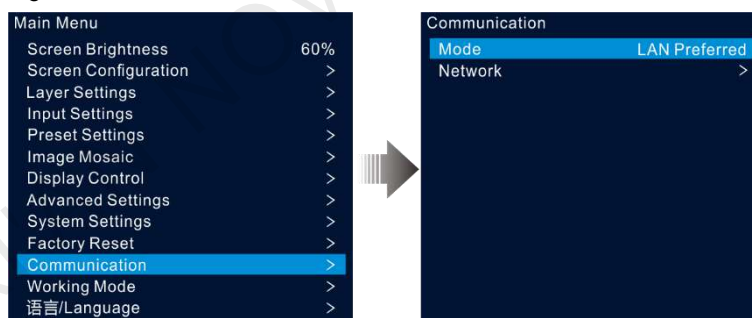 Main Menu
Screen Brightness 60%
Screen Configuration >
Layer Settings >
Input Settings >
Preset Settings >
Image Mosaic >
Display Control >
Advanced Settings >
System Settings >
Factory Reset >
Communication >
Working Mode >
语言/Language >
Communication
Mode LAN Preferred
Network >